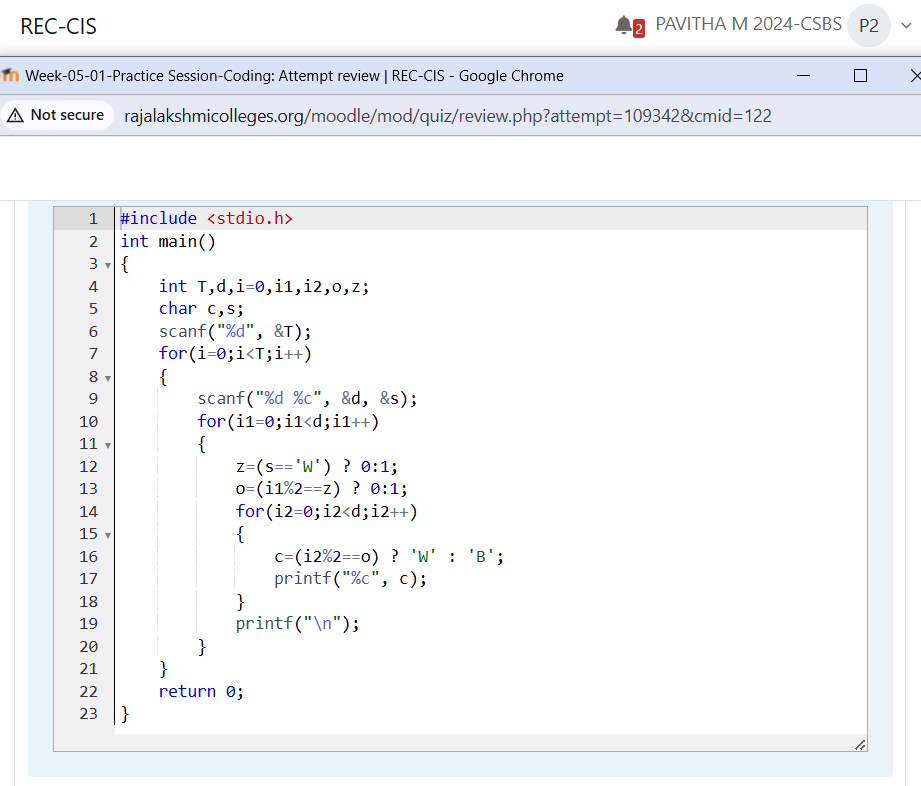 REC-CIS
2 PAVITHA M 2024-CSBS P2
Week-05-01-Practice Session-Coding: Attempt review | REC-CIS - Google Chrome
Not secure rajalakshmicolleges.org/moodle/mod/quiz/review.php?attempt=109342&cmid=122
1 #include <stdio.h>
2 int main()
3 {
4     int T,d,i=0,i1,i2,o,z;
5     char c,s;
6     scanf("%d", &T);
7     for(i=0;i<T;i++)
8     {
9         scanf("%d %c", &d, &s);
10         for(i1=0;i1<d;i1++)
11         {
12             z=(s=='W') ? 0:1;
13             o=(i1%2==z) ? 0:1;
14             for(i2=0;i2<d;i2++)
15             {
16                 c=(i2%2==o) ? 'W' : 'B';
17                 printf("%c", c);
18             }
19             printf("\n");
20         }
21     }
22     return 0;
23 }